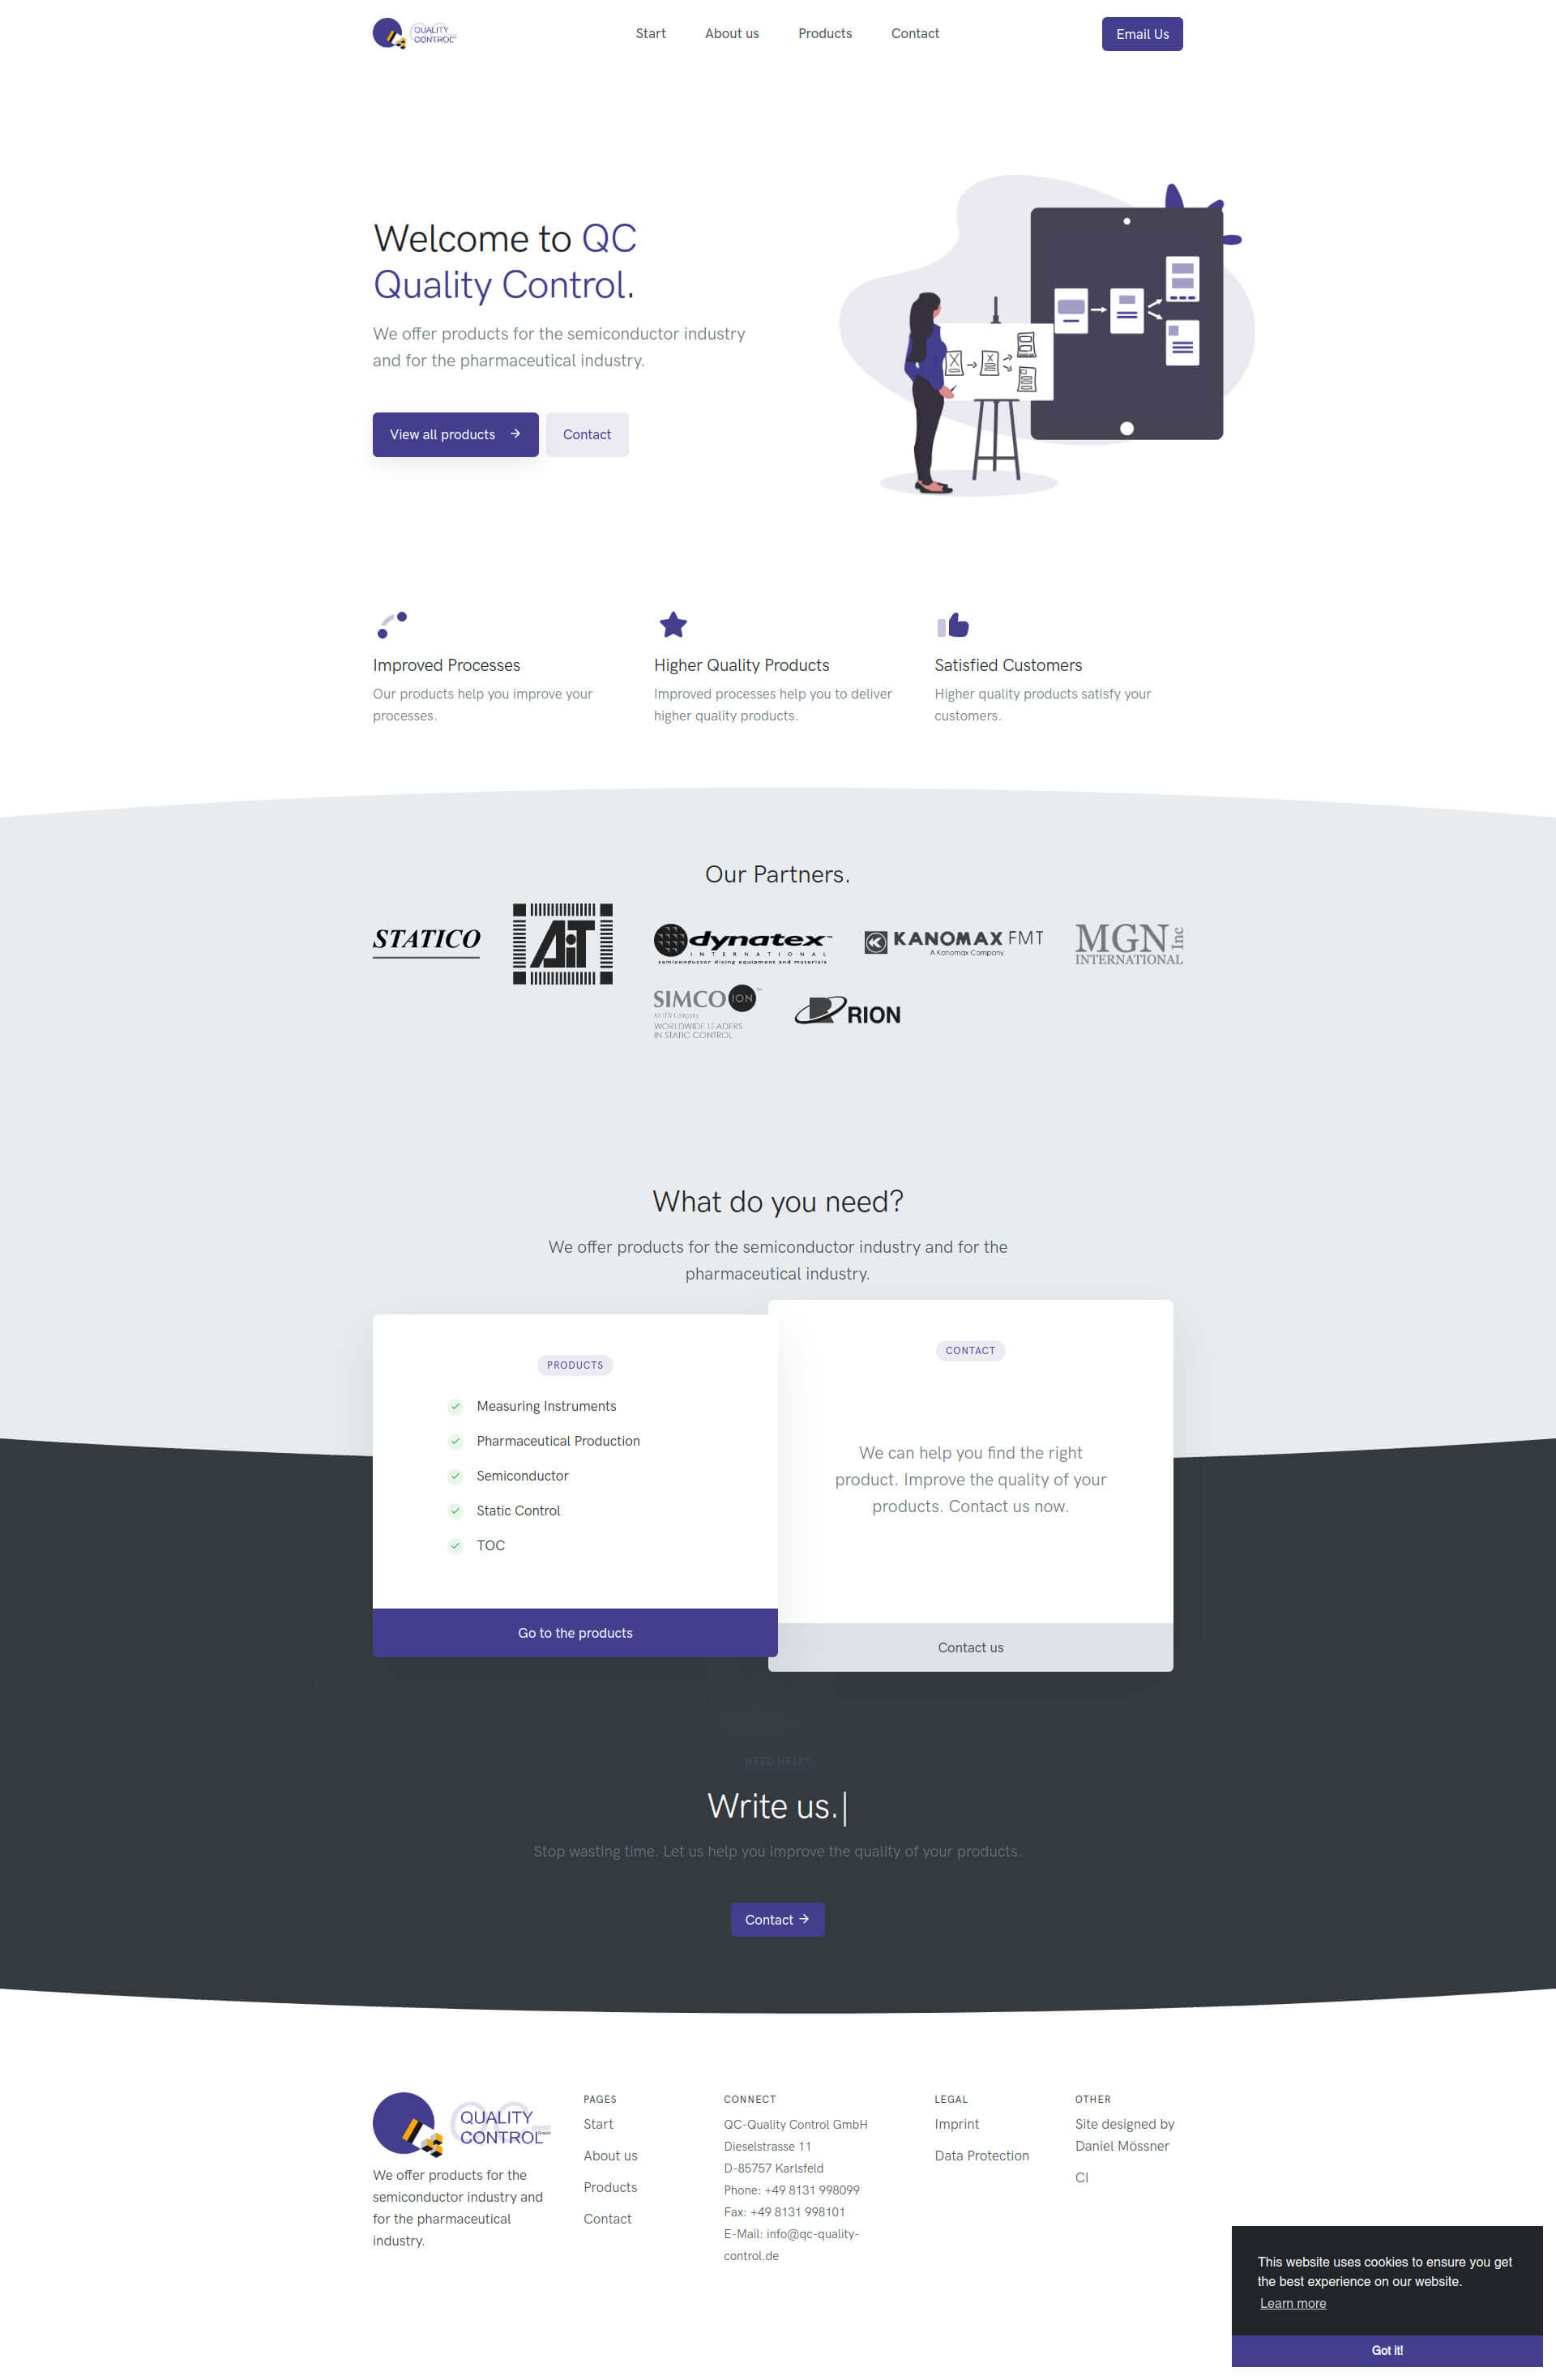 QUALITY
CONTROL
Start
About us
Products
Contact
Email Us
Welcome to QC
Quality Control.
We offer products for the semiconductor industry
and for the pharmaceutical industry.
View all products
Contact
Improved Processes
Our products help you improve your
processes.
Higher Quality Products
Improved processes help you to deliver
higher quality products.
Satisfied Customers
Higher quality products satisfy your
customers.
Our Partners.
STATICO
AiT
dynatex™
INTERNATIONAL
semiconductor dicing equipment and materials
KANOMAX FMT
A Kanomax Company
MGN Inc
INTERNATIONAL
SIMCO ION™
An ITW Company
WORLDWIDE LEADERS
IN STATIC CONTROL
RION
What do you need?
We offer products for the semiconductor industry and for the
pharmaceutical industry.
PRODUCTS
Measuring Instruments
Pharmaceutical Production
Semiconductor
Static Control
TOC
Go to the products
CONTACT
We can help you find the right
product. Improve the quality of your
products. Contact us now.
Contact us
NEED HELP?
Write us.|
Stop wasting time. Let us help you improve the quality of your products.
Contact
QUALITY
CONTROL GmbH
We offer products for the
semiconductor industry and
for the pharmaceutical
industry.
PAGES
Start
About us
Products
Contact
CONNECT
QC-Quality Control GmbH
Dieselstrasse 11
D-85757 Karlsfeld
Phone: +49 8131 998099
Fax: +49 8131 998101
E-Mail: info@qc-quality-
control.de
LEGAL
Imprint
Data Protection
OTHER
Site designed by
Daniel Mössner
CI
This website uses cookies to ensure you get
the best experience on our website.
Learn more
Got it!